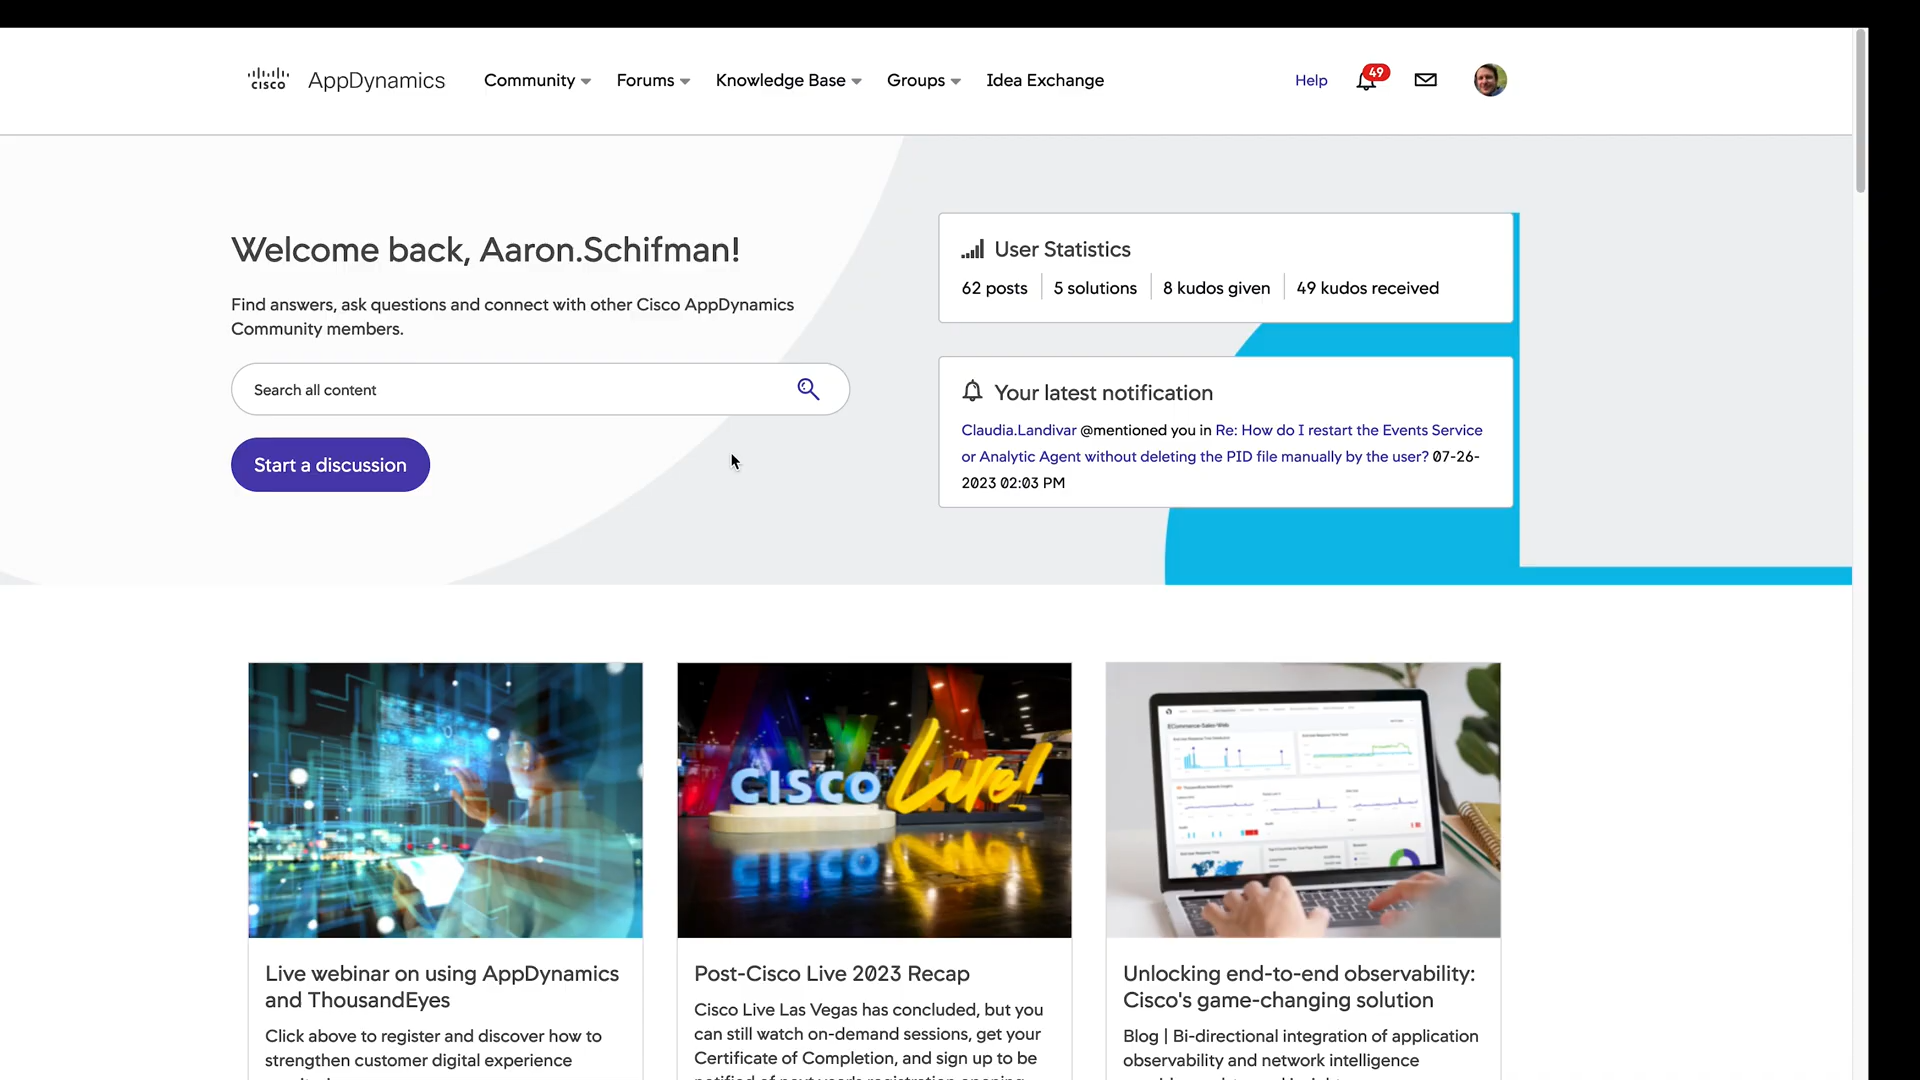 CISCO AppDynamics Community Forums Knowledge Base Groups Idea Exchange Help 49
Welcome back, Aaron.Schifman!
Find answers, ask questions and connect with other Cisco AppDynamics
Community members.
Search all content
Start a discussion
User Statistics
62 posts 5 solutions 8 kudos given 49 kudos received
Your latest notification
Claudia.Landivar @mentioned you in Re: How do I restart the Events Service
or Analytic Agent without deleting the PID file manually by the user? 07-26-
2023 02:03 PM
CISCO Live!
ECommerce-Sales-Web
Live webinar on using AppDynamics
and ThousandEyes
Click above to register and discover how to
strengthen customer digital experience
Post-Cisco Live 2023 Recap
Cisco Live Las Vegas has concluded, but you
can still watch on-demand sessions, get your
Certificate of Completion, and sign up to be
Unlocking end-to-end observability:
Cisco's game-changing solution
Blog | Bi-directional integration of application
observability and network intelligence